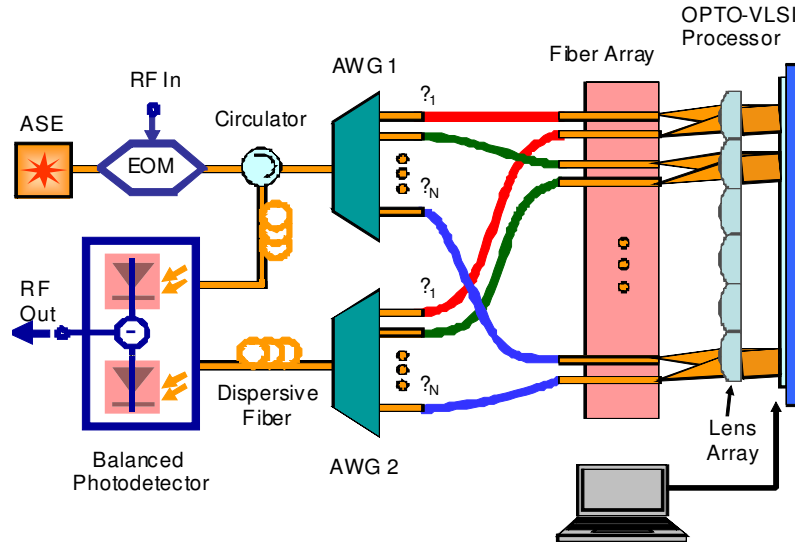 OPTO-VLSI
Processor
Fiber Array
AWG 1
RF In
Circulator
ASE
EOM
?1
?N
RF
Out
-
?1
?N
Dispersive
Fiber
Balanced
Photodetector
AWG 2
Lens
Array